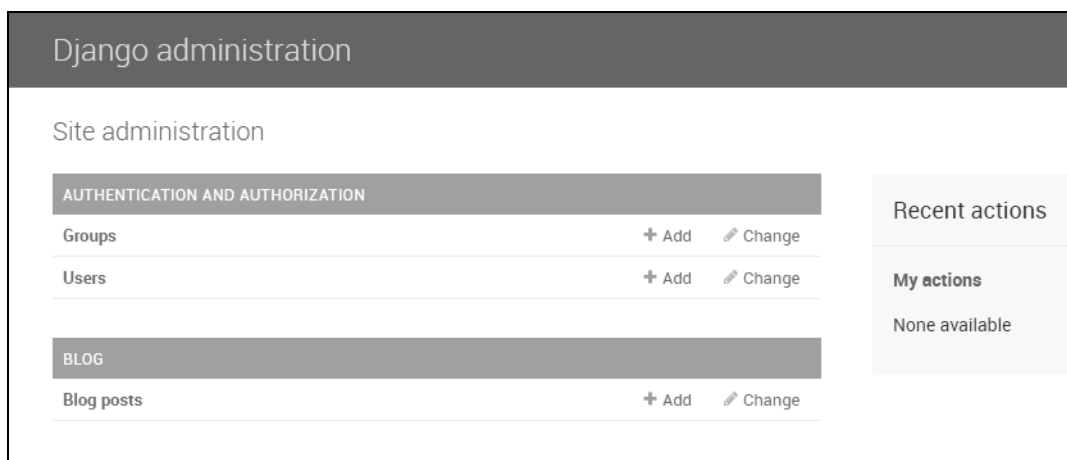 Django administration
Site administration
AUTHENTICATION AND AUTHORIZATION
Groups Add Change
Users Add Change
BLOG
Blog posts Add Change
Recent actions
My actions
None available